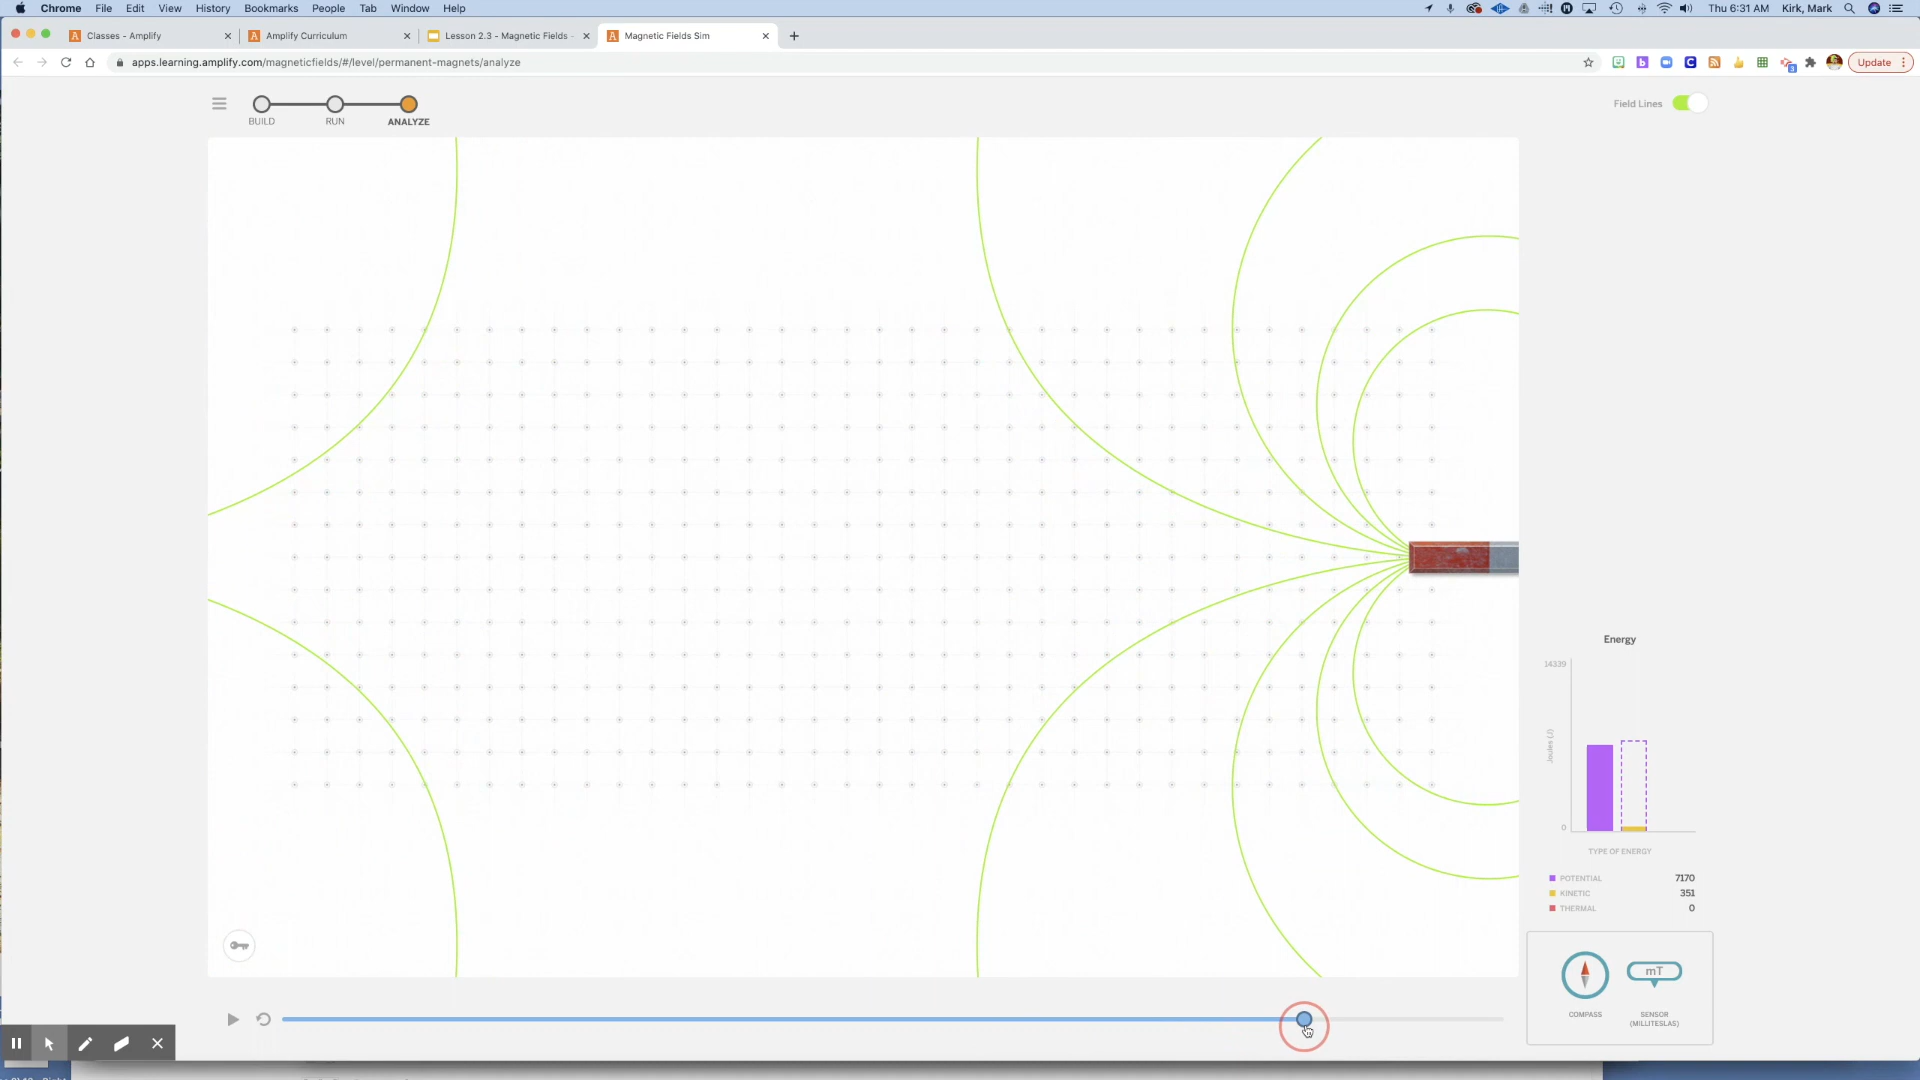 Chrome File Edit View History Bookmarks People Tab Window Help
Thu 6:31 AM Kirk, Mark
Classes - Amplify
Amplify Curriculum
Lesson 2.3 - Magnetic Fields -
Magnetic Fields Sim
apps.learning.amplify.com/magneticfields/#/level/permanent-magnets/analyze
Update
3
BUILD
RUN
ANALYZE
Field Lines
Energy
14339
Joules (J)
0
TYPE OF ENERGY
POTENTIAL 7170
KINETIC 351
THERMAL 0
mT
COMPASS
SENSOR
(MILLITESLAS)